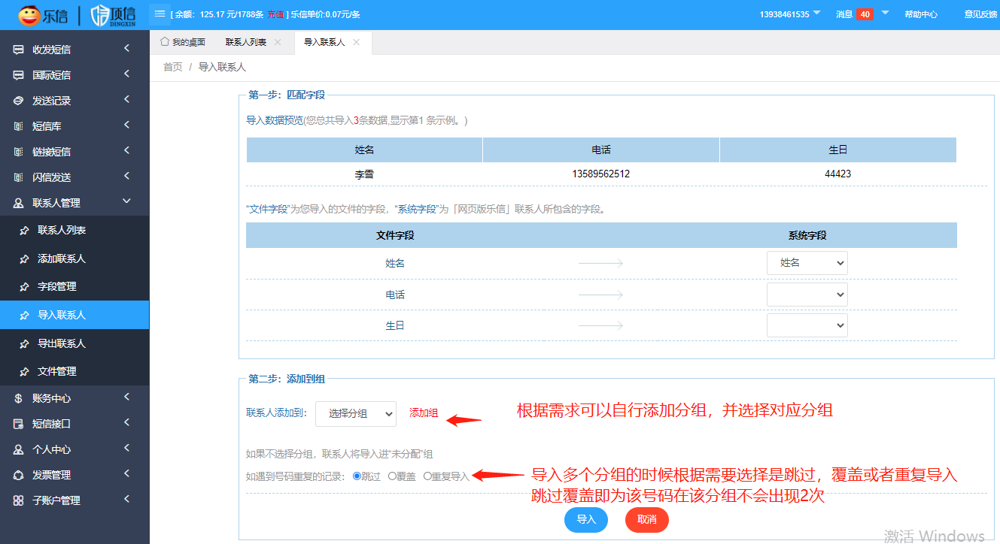 乐信 顶信 DINGXIN [ 余额: 125.17 元/1788条 充值 ] 乐信单价:0.07元/条 13938461535 消息 40 帮助中心 意见反馈
我的桌面 联系人列表 导入联系人
首页 / 导入联系人
收发短信
国际短信
发送记录
短信库
链接短信
闪信发送
联系人管理
联系人列表
添加联系人
字段管理
导入联系人
导出联系人
文件管理
账务中心
短信接口
个人中心
发票管理
子账户管理
第一步：匹配字段
导入数据预览(您总共导入3条数据,显示第1 条示例。)
姓名 电话 生日
李雪 13589562512 44423
“文件字段”为您导入的文件的字段，“系统字段”为「网页版乐信」联系人所包含的字段。
文件字段 系统字段
姓名 姓名
电话
生日
第二步：添加到组
联系人添加到： 选择分组 添加组
根据需求可以自行添加分组，并选择对应分组
如果不选择分组，联系人将导入进“未分配”组
如遇到号码重复的记录： 跳过 覆盖 重复导入
导入多个分组的时候根据需要选择是跳过，覆盖或者重复导入
跳过覆盖即为该号码在该分组不会出现2次
导入 取消
激活 Windows